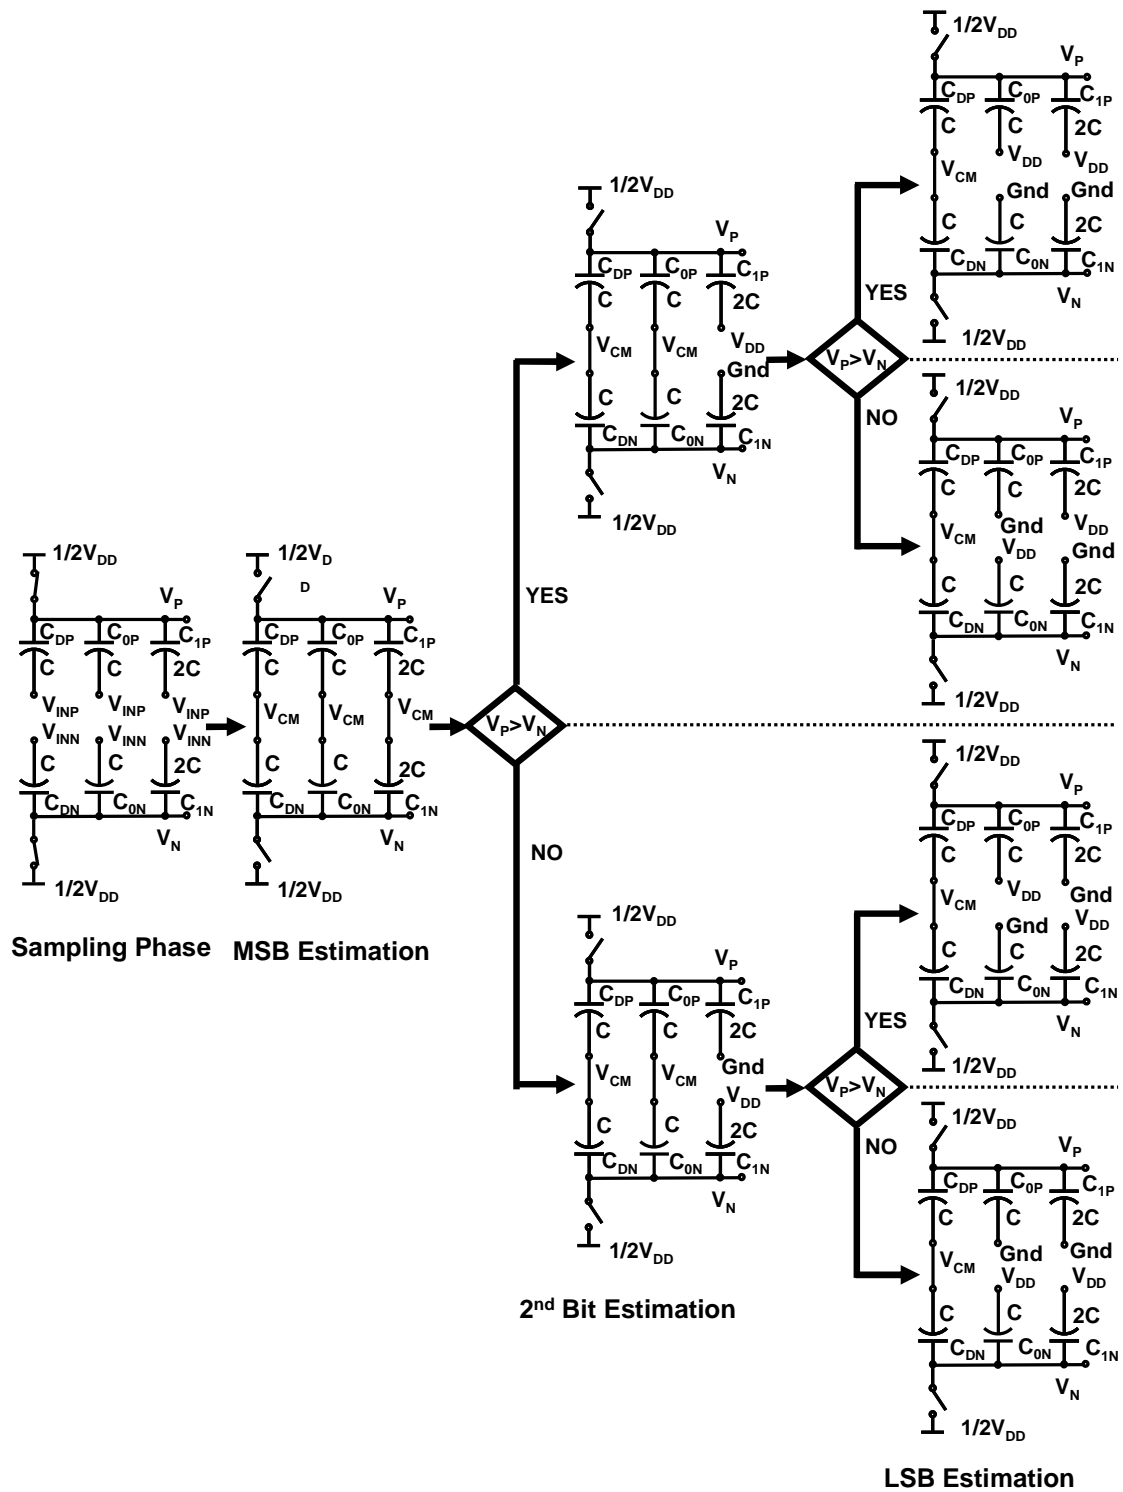 1/2VDD
VP
CDP C0P C1P
C C 2C
VCM VDD VDD
Gnd Gnd
C C 2C
CDN C0N C1N
VN
1/2VDD
1/2VDD
VP
CDP C0P C1P
C C 2C
VCM VCM VDD
Gnd
C C 2C
CDN C0N C1N
VN
1/2VDD
YES
VP>VN
NO
1/2VDD
VP
CDP C0P C1P
C C 2C
VCM Gnd VDD
VDD Gnd
C C 2C
CDN C0N C1N
VN
1/2VDD
1/2VDD
VP
CDP C0P C1P
C C 2C
VINP VINP VINP
VINN VINN VINN
C C 2C
CDN C0N C1N
VN
1/2VDD
Sampling Phase
1/2VD
D
VP
CDP C0P C1P
C C 2C
VCM VCM VCM
C C 2C
CDN C0N C1N
VN
1/2VDD
MSB Estimation
YES
VP>VN
NO
1/2VDD
VP
CDP C0P C1P
C C 2C
VCM VDD Gnd
Gnd VDD
C C 2C
CDN C0N C1N
VN
1/2VDD
1/2VDD
VP
CDP C0P C1P
C C 2C
VCM VCM Gnd
VDD
C C 2C
CDN C0N C1N
VN
1/2VDD
2nd Bit Estimation
YES
VP>VN
NO
1/2VDD
VP
CDP C0P C1P
C C 2C
VCM Gnd Gnd
VDD VDD
C C 2C
CDN C0N C1N
VN
1/2VDD
LSB Estimation